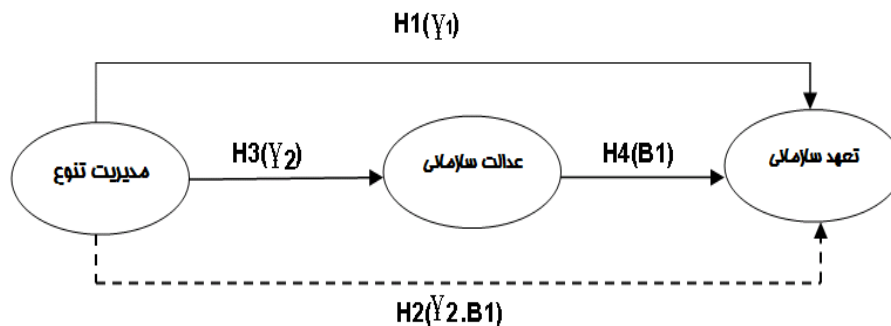 H1(Ɣ1)
مدیریت تنوع
H3(Ɣ2)
عدالت سازمانی
H4(B1)
تعهد سازمانی
H2(Ɣ2.B1)